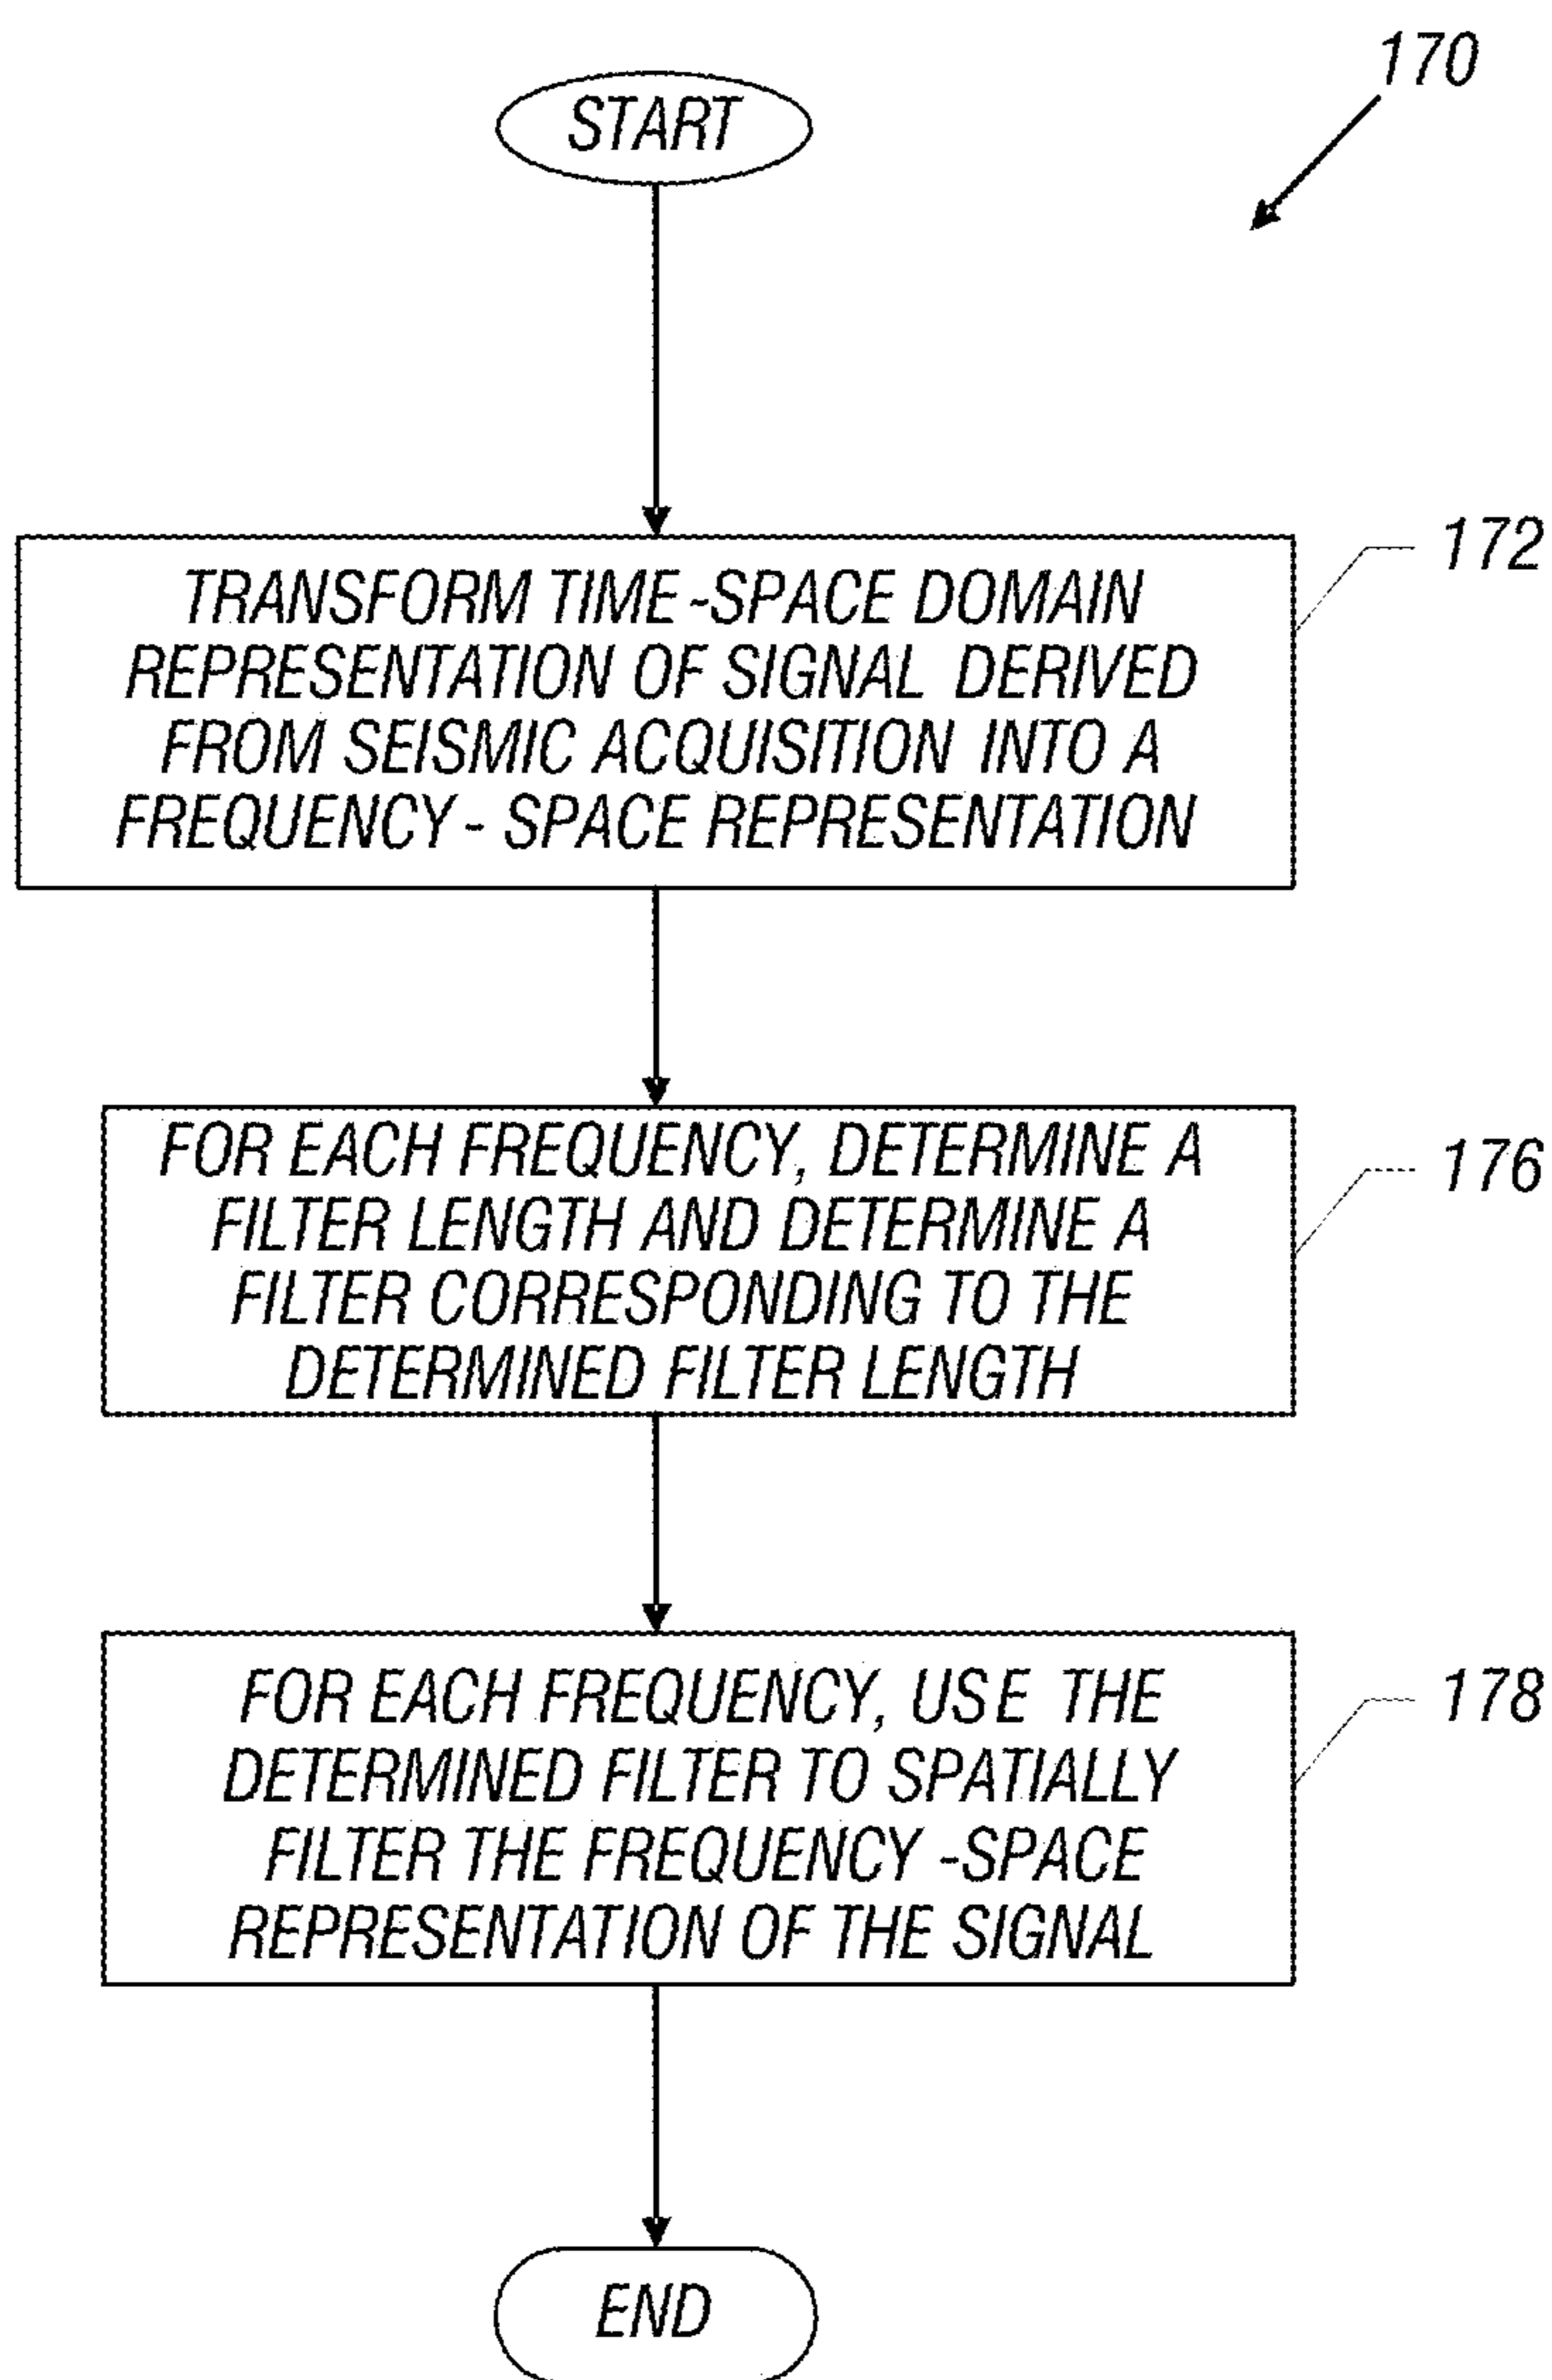 170
START
172
TRANSFORM TIME-SPACE DOMAIN
REPRESENTATION OF SIGNAL DERIVED
FROM SEISMIC ACQUISITION INTO A
FREQUENCY- SPACE REPRESENTATION
176
FOR EACH FREQUENCY, DETERMINE A
FILTER LENGTH AND DETERMINE A
FILTER CORRESPONDING TO THE
DETERMINED FILTER LENGTH
178
FOR EACH FREQUENCY, USE THE
DETERMINED FILTER TO SPATIALLY
FILTER THE FREQUENCY -SPACE
REPRESENTATION OF THE SIGNAL
END